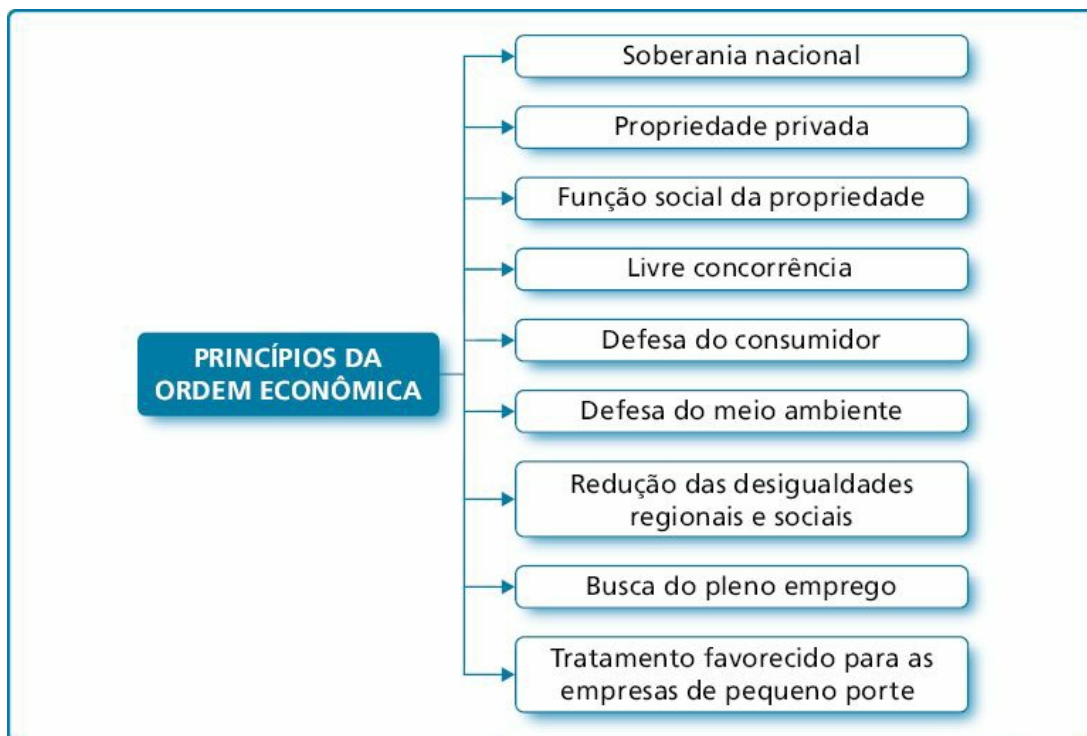 PRINCÍPIOS DA
ORDEM ECONÔMICA
Soberania nacional
Propriedade privada
Função social da propriedade
Livre concorrência
Defesa do consumidor
Defesa do meio ambiente
Redução das desigualdades
regionais e sociais
Busca do pleno emprego
Tratamento favorecido para as
empresas de pequeno porte